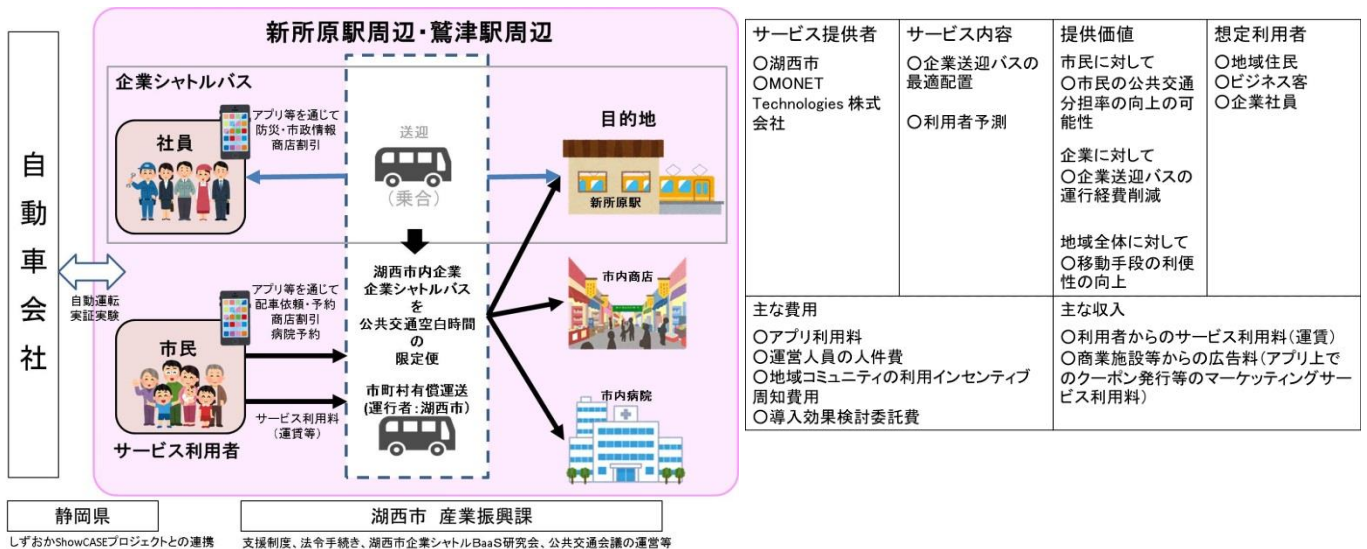 新所原駅周辺・鷲津駅周辺
自動車会社
自動運転
実証実験
企業シャトルバス
社員
アプリ等を通じて
防災・市政情報
商店割引
送迎
(乗合)
目的地
新所原駅
湖西市内企業
企業シャトルバス
を
公共交通空白時間
の
限定便
市町村有償運送
(運行者:湖西市)
アプリ等を通じて
配車依頼・予約
商店割引
病院予約
市民
サービス利用料
(運賃等)
サービス利用者
市内商店
市内病院
静岡県
しずおかShowCASEプロジェクトとの連携
湖西市 産業振興課
支援制度、法令手続き、湖西市企業シャトルBaaS研究会、公共交通会議の運営等
サービス提供者
○湖西市
○MONET
Technologies 株式
会社
サービス内容
○企業送迎バスの
最適配置
○利用者予測
提供価値
市民に対して
○市民の公共交通
分担率の向上の可
能性
企業に対して
○企業送迎バスの
運行経費削減
地域全体に対して
○移動手段の利便
性の向上
想定利用者
○地域住民
○ビジネス客
○企業社員
主な費用
○アプリ利用料
○運営人員の人件費
○地域コミュニティの利用インセンティブ
周知費用
○導入効果検討委託費
主な収入
○利用者からのサービス利用料(運賃)
○商業施設等からの広告料(アプリ上で
のクーポン発行等のマーケッティングサー
ビス利用料)